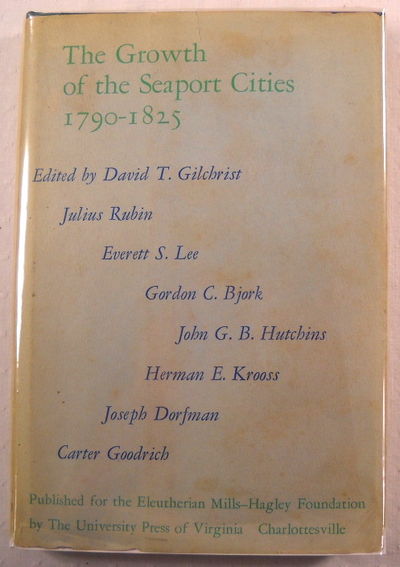 The Growth
of the Seaport Cities
1790-1825
Edited by David T. Gilchrist
Julius Rubin
Everett S. Lee
Gordon C. Bjork
John G. B. Hutchins
Herman E. Krooss
Joseph Dorfman
Carter Goodrich
Published for the Eleutherian Mills–Hagley Foundation
by The University Press of Virginia Charlottesville